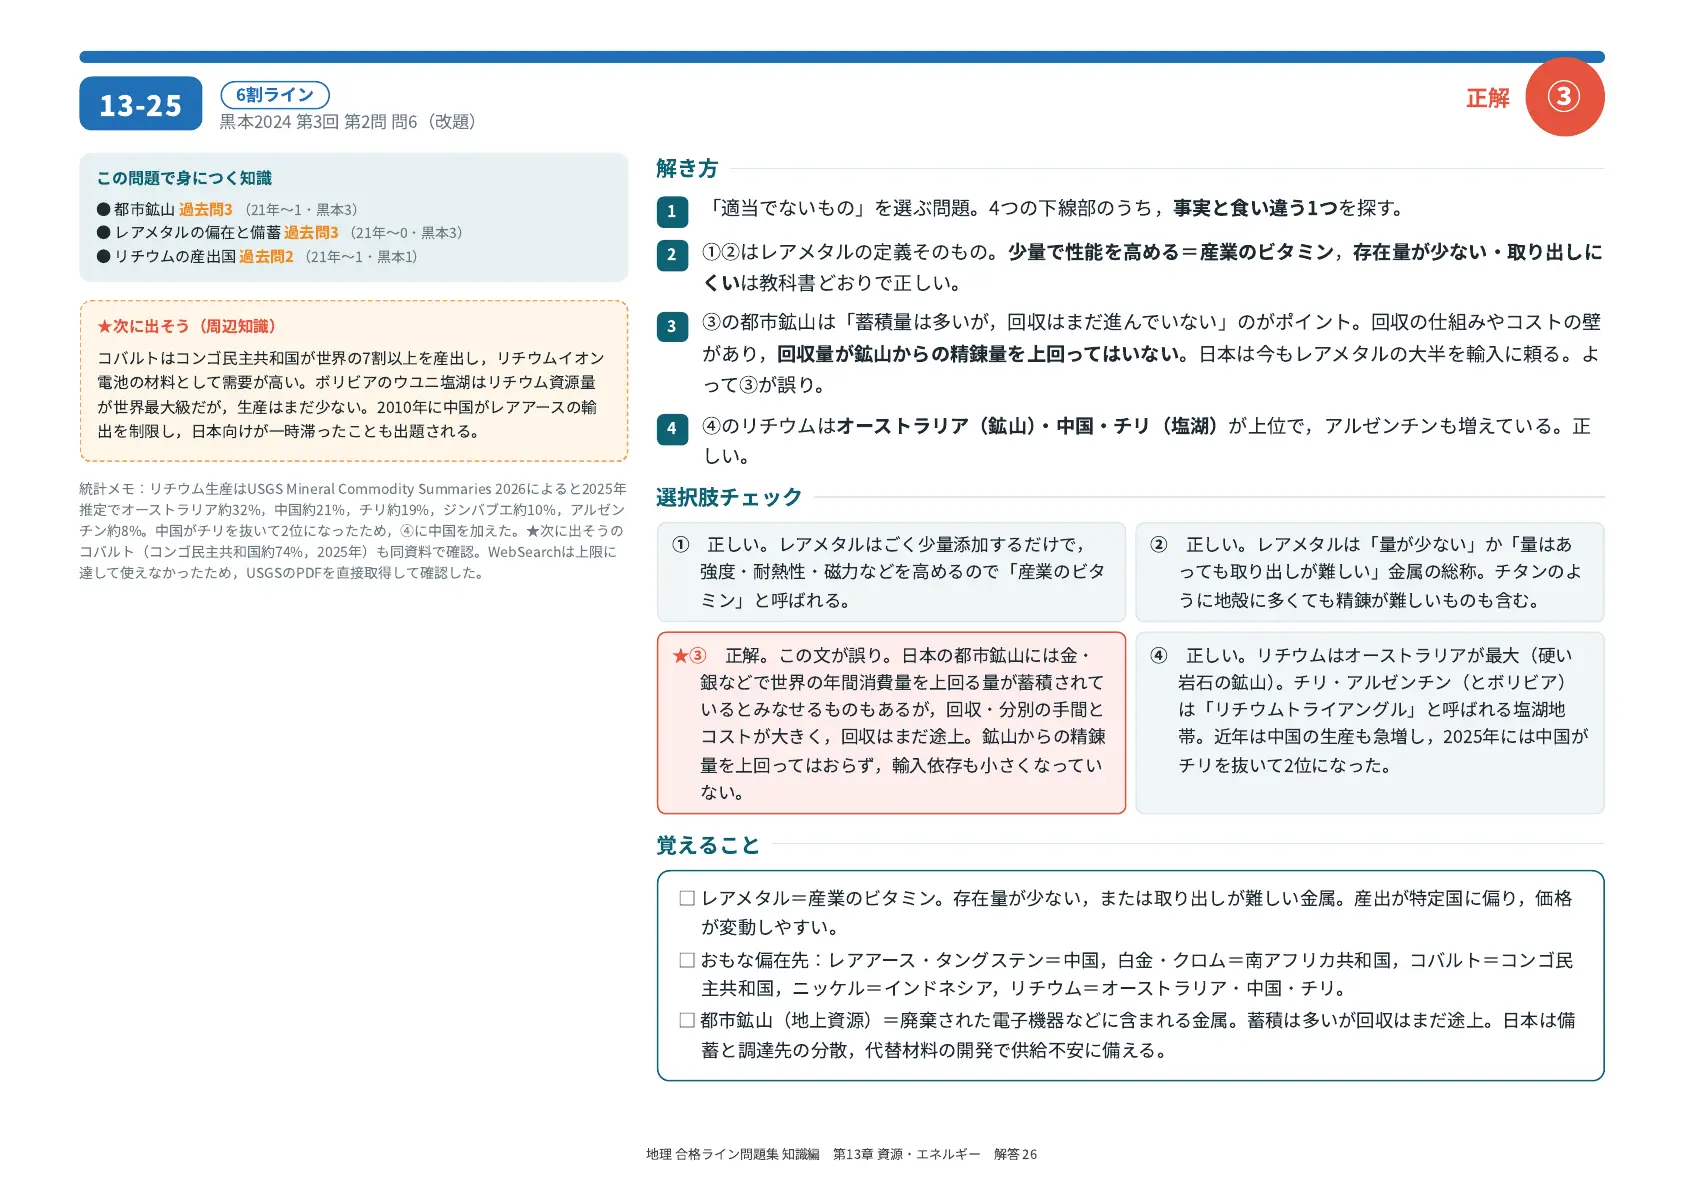 13-25
6割ライン
黒本2024 第3回 第2問 問6（改題）
正解 ③
この問題で身につく知識
● 都市鉱山 過去問3 （21年〜1・黒本3）
● レアメタルの偏在と備蓄 過去問3 （21年〜0・黒本3）
● リチウムの産出国 過去問2 （21年〜1・黒本1）
★次に出そう（周辺知識）
コバルトはコンゴ民主共和国が世界の7割以上を産出し，リチウムイオン
電池の材料として需要が高い。ボリビアのウユニ塩湖はリチウム資源量
が世界最大級だが，生産はまだ少ない。2010年に中国がレアアースの輸
出を制限し，日本向けが一時滞ったことも出題される。
統計メモ：リチウム生産はUSGS Mineral Commodity Summaries 2026によると2025年
推定でオーストラリア約32%，中国約21%，チリ約19%，ジンバブエ約10%，アルゼン
チン約8%。中国がチリを抜いて2位になったため，④に中国を加えた。★次に出そうの
コバルト（コンゴ民主共和国約74%，2025年）も同資料で確認。WebSearchは上限に
達して使えなかったため，USGSのPDFを直接取得して確認した。
解き方
1 「適当でないもの」を選ぶ問題。4つの下線部のうち，事実と食い違う1つを探す。
2 ①②はレアメタルの定義そのもの。少量で性能を高める＝産業のビタミン，存在量が少ない・取り出しに
くいは教科書どおりで正しい。
3 ③の都市鉱山は「蓄積量は多いが，回収はまだ進んでいない」のがポイント。回収の仕組みやコストの壁
があり，回収量が鉱山からの精錬量を上回ってはいない。日本は今もレアメタルの大半を輸入に頼る。よ
って③が誤り。
4 ④のリチウムはオーストラリア（鉱山）・中国・チリ（塩湖）が上位で，アルゼンチンも増えている。正
しい。
選択肢チェック
① 正しい。レアメタルはごく少量添加するだけで，
強度・耐熱性・磁力などを高めるので「産業のビタ
ミン」と呼ばれる。
② 正しい。レアメタルは「量が少ない」か「量はあ
っても取り出しが難しい」金属の総称。チタンのよ
うに地殻に多くても精錬が難しいものも含む。
★③ 正解。この文が誤り。日本の都市鉱山には金・
銀などで世界の年間消費量を上回る量が蓄積されて
いるとみなせるものもあるが，回収・分別の手間と
コストが大きく，回収はまだ途上。鉱山からの精錬
量を上回ってはおらず，輸入依存も小さくなってい
ない。
④ 正しい。リチウムはオーストラリアが最大（硬い
岩石の鉱山）。チリ・アルゼンチン（とボリビア）
は「リチウムトライアングル」と呼ばれる塩湖地
帯。近年は中国の生産も急増し，2025年には中国が
チリを抜いて2位になった。
覚えること
□ レアメタル＝産業のビタミン。存在量が少ない，または取り出しが難しい金属。産出が特定国に偏り，価格
が変動しやすい。
□ おもな偏在先：レアアース・タングステン＝中国，白金・クロム＝南アフリカ共和国，コバルト＝コンゴ民
主共和国，ニッケル＝インドネシア，リチウム＝オーストラリア・中国・チリ。
□ 都市鉱山（地上資源）＝廃棄された電子機器などに含まれる金属。蓄積は多いが回収はまだ途上。日本は備
蓄と調達先の分散，代替材料の開発で供給不安に備える。
地理 合格ライン問題集 知識編　第13章 資源・エネルギー　解答 26